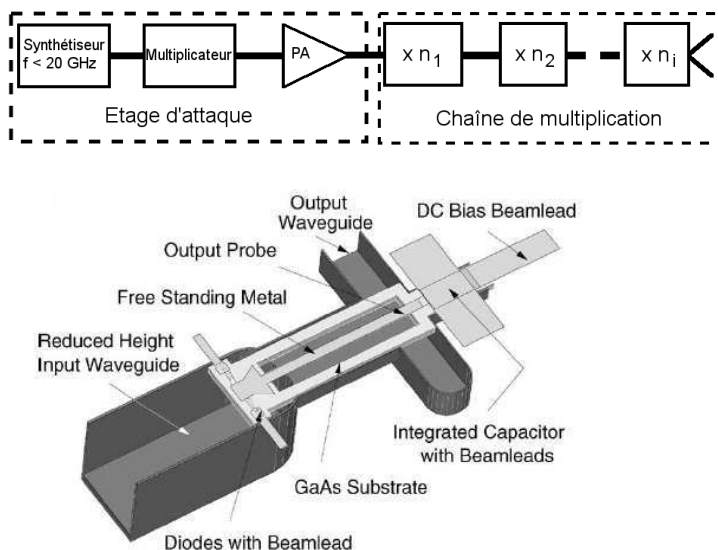 Synthétiseur
f < 20 GHz
Multiplicateur
PA
x n1
x n2
x ni
Etage d'attaque
Chaîne de multiplication
Output
Waveguide
DC Bias Beamlead
Output Probe
Free Standing Metal
Reduced Height
Input Waveguide
Integrated Capacitor
with Beamleads
GaAs Substrate
Diodes with Beamlead